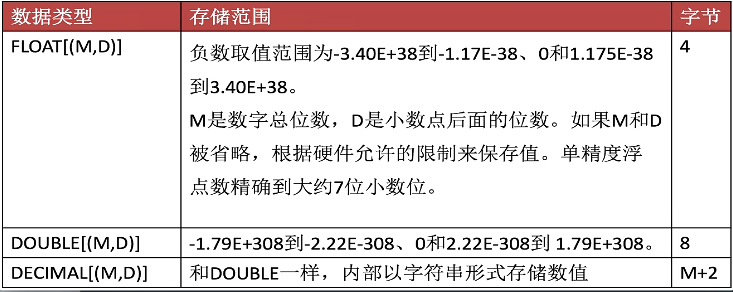 数据类型 存储范围 字节
FLOAT[(M,D)] 负数取值范围为-3.40E+38到-1.17E-38、0和1.175E-38 4
到3.40E+38。
M是数字总位数，D是小数点后面的位数。如果M和D
被省略，根据硬件允许的限制来保存值。单精度浮
点数精确到大约7位小数位。
DOUBLE[(M,D)] -1.79E+308到-2.22E-308、0和2.22E-308到 1.79E+308。 8
DECIMAL[(M,D)] 和DOUBLE一样，内部以字符串形式存储数值 M+2